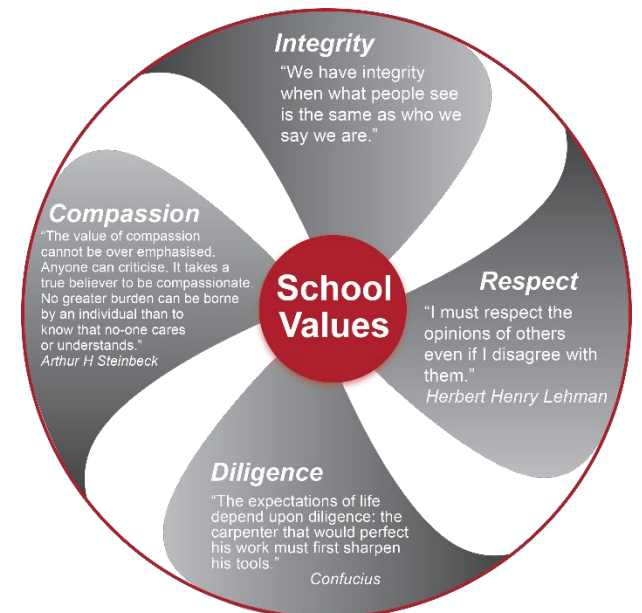 Integrity
“We have integrity
when what people see
is the same as who we
say we are.”
Compassion
“The value of compassion
cannot be over emphasised.
Anyone can criticise. It takes a
true believer to be compassionate.
No greater burden can be borne
by an individual than to
know that no-one cares
or understands.”
Arthur H Steinbeck
School
Values
Respect
“I must respect the
opinions of others
even if I disagree with
them.”
Herbert Henry Lehman
Diligence
“The expectations of life
depend upon diligence: the
carpenter that would perfect
his work must first sharpen
his tools.”
Confucius